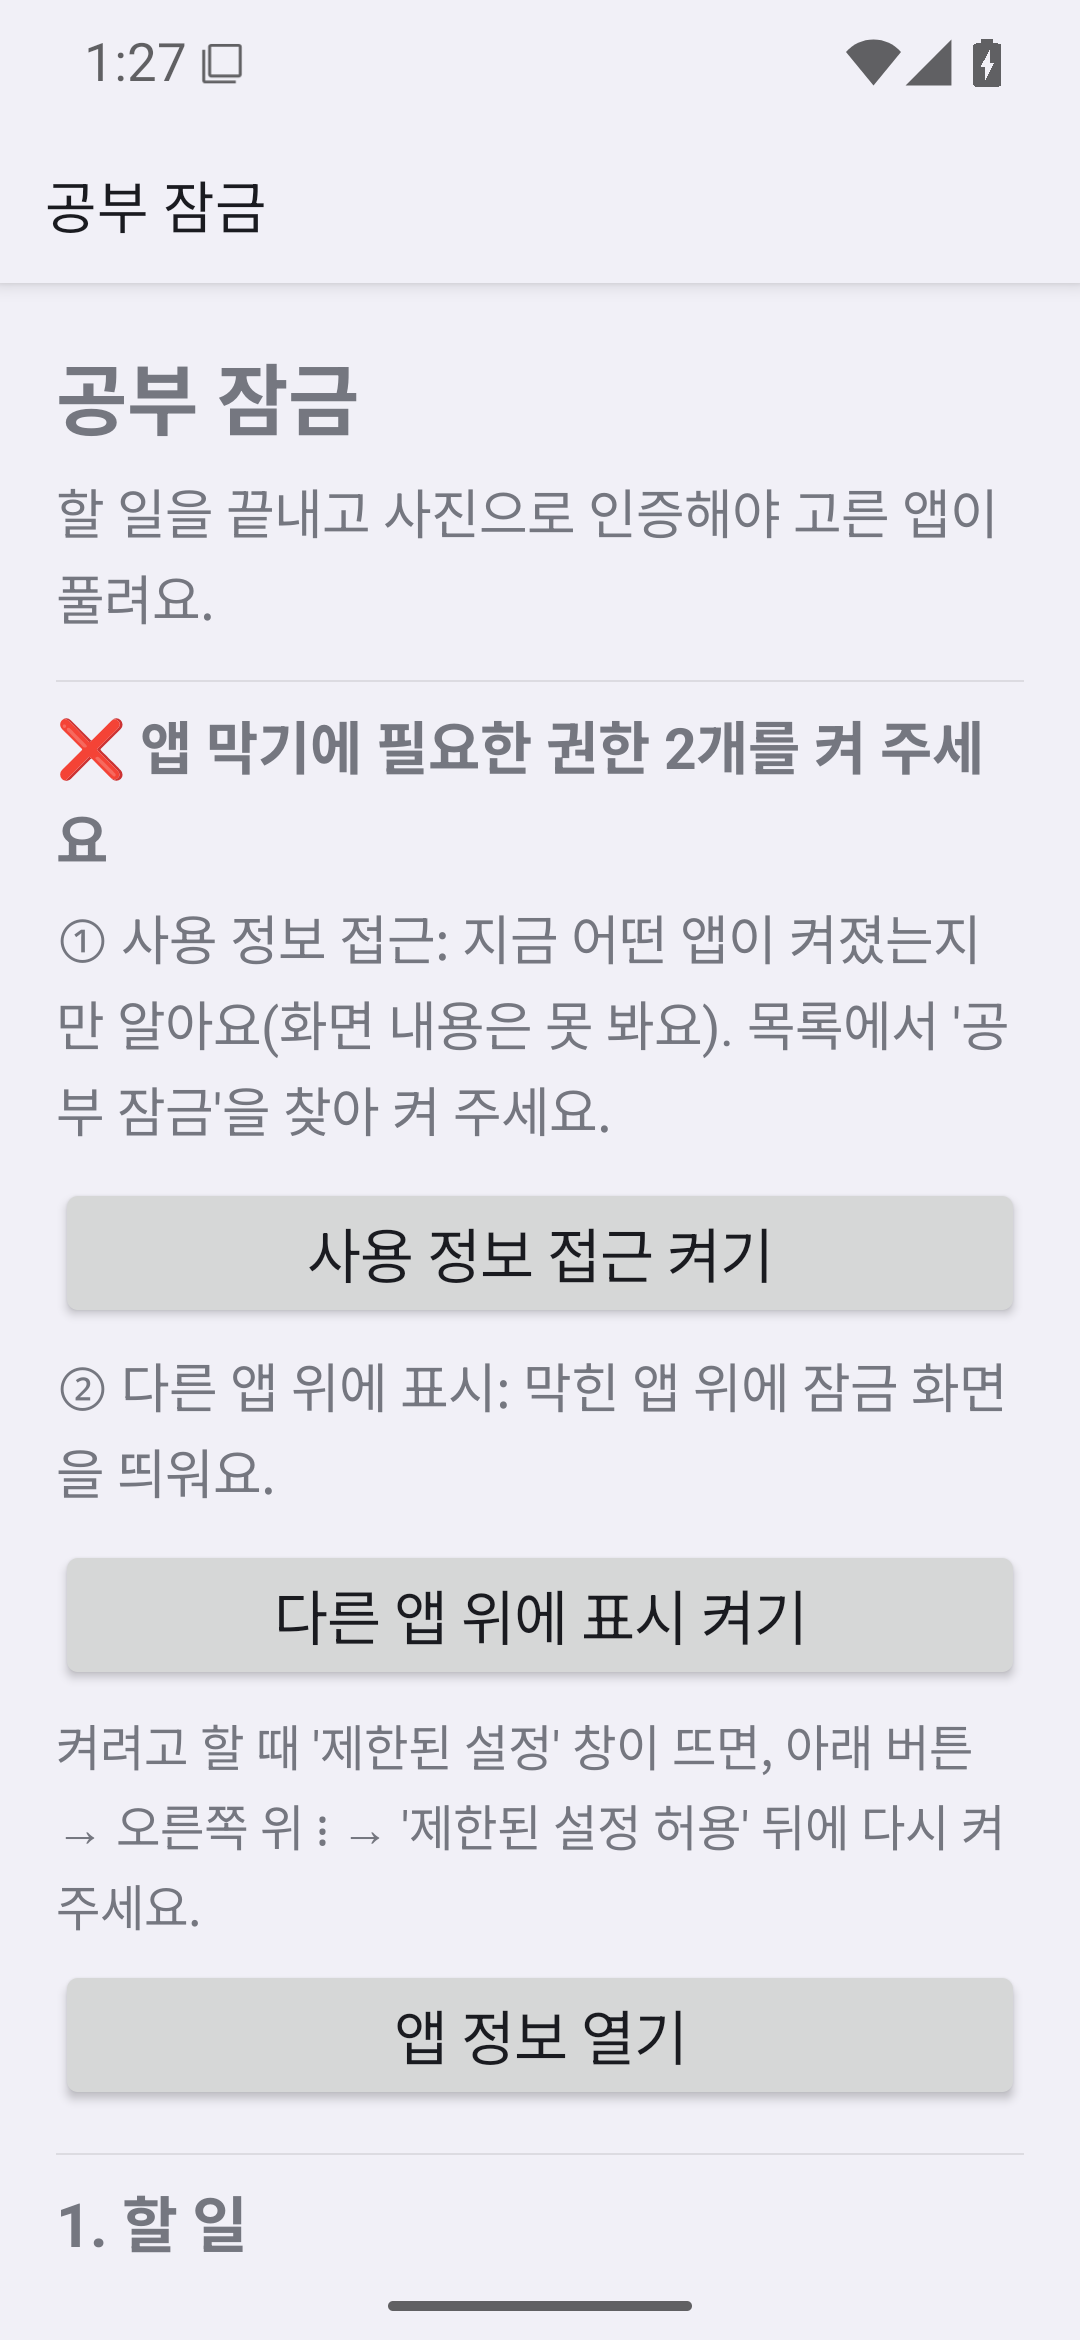 1:27
공부 잠금
공부 잠금
할 일을 끝내고 사진으로 인증해야 고른 앱이
풀려요.
❌ 앱 막기에 필요한 권한 2개를 켜 주세
요
① 사용 정보 접근: 지금 어떤 앱이 켜졌는지
만 알아요(화면 내용은 못 봐요). 목록에서 '공
부 잠금'을 찾아 켜 주세요.
사용 정보 접근 켜기
② 다른 앱 위에 표시: 막힌 앱 위에 잠금 화면
을 띄워요.
다른 앱 위에 표시 켜기
켜려고 할 때 '제한된 설정' 창이 뜨면, 아래 버튼
→ 오른쪽 위 ⋮ → '제한된 설정 허용' 뒤에 다시 켜
주세요.
앱 정보 열기
1. 할 일